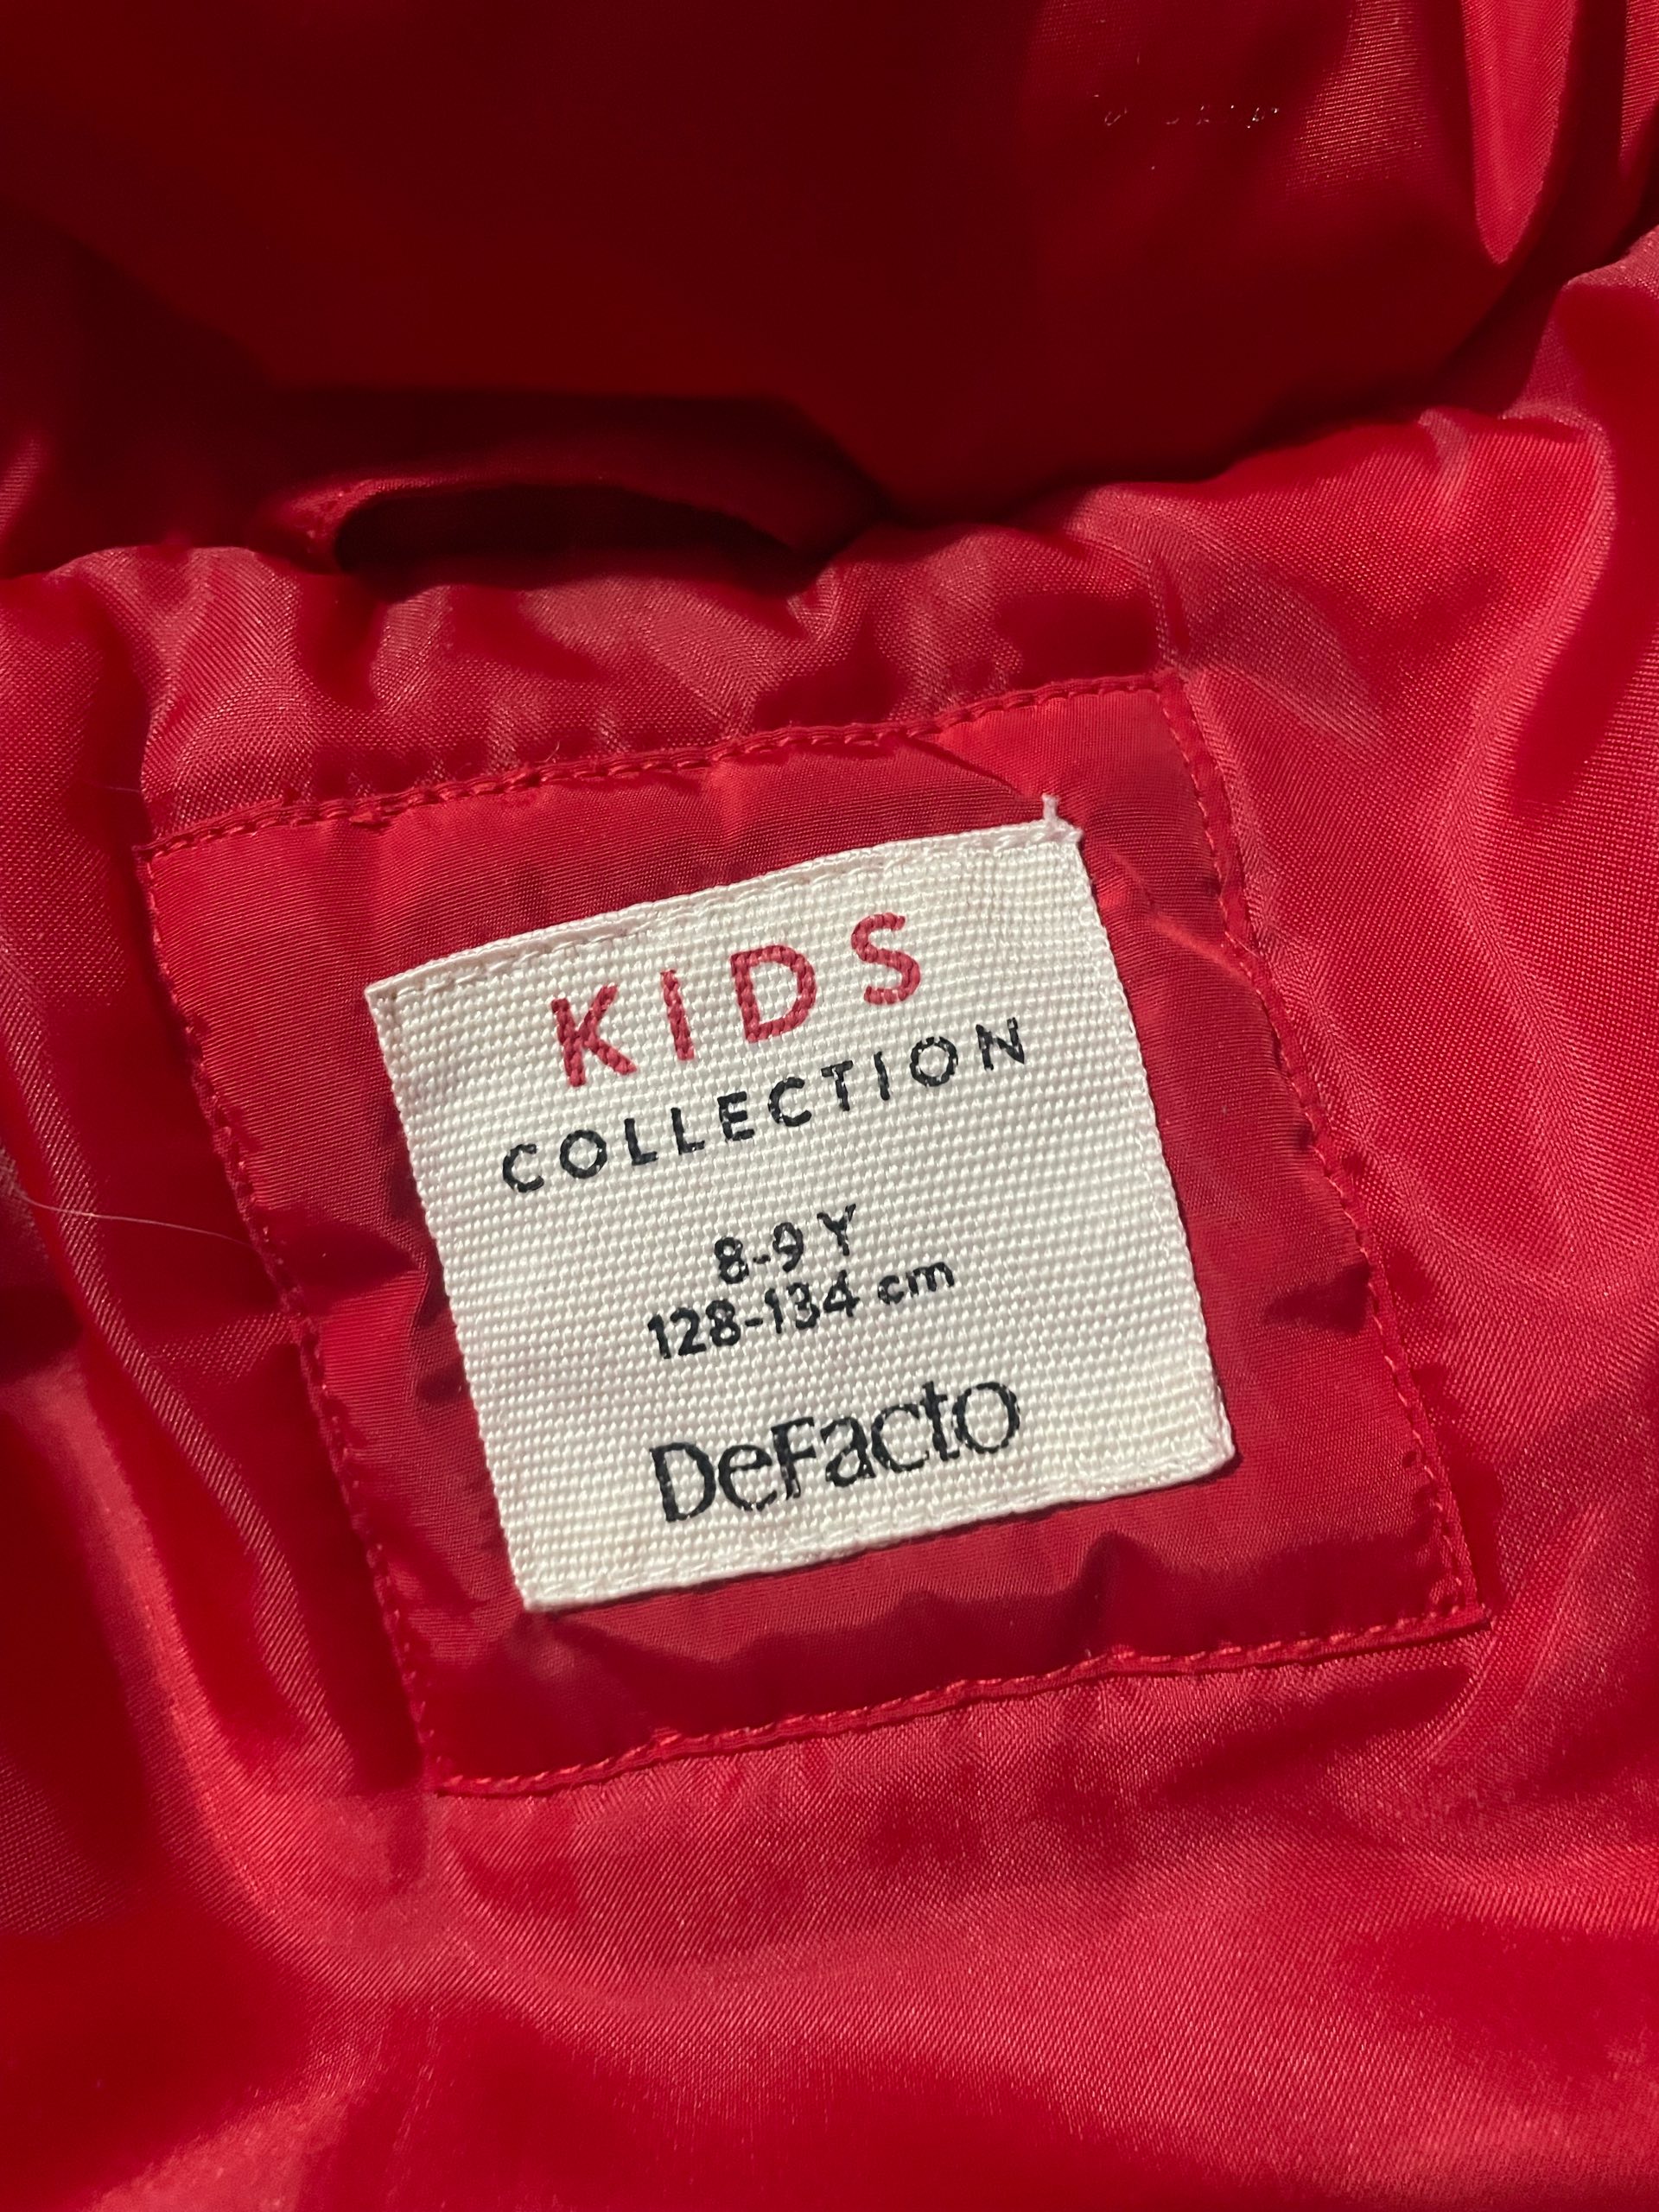 KIDS
COLLECTION
8-9 Y
128-134 cm
DeFacto